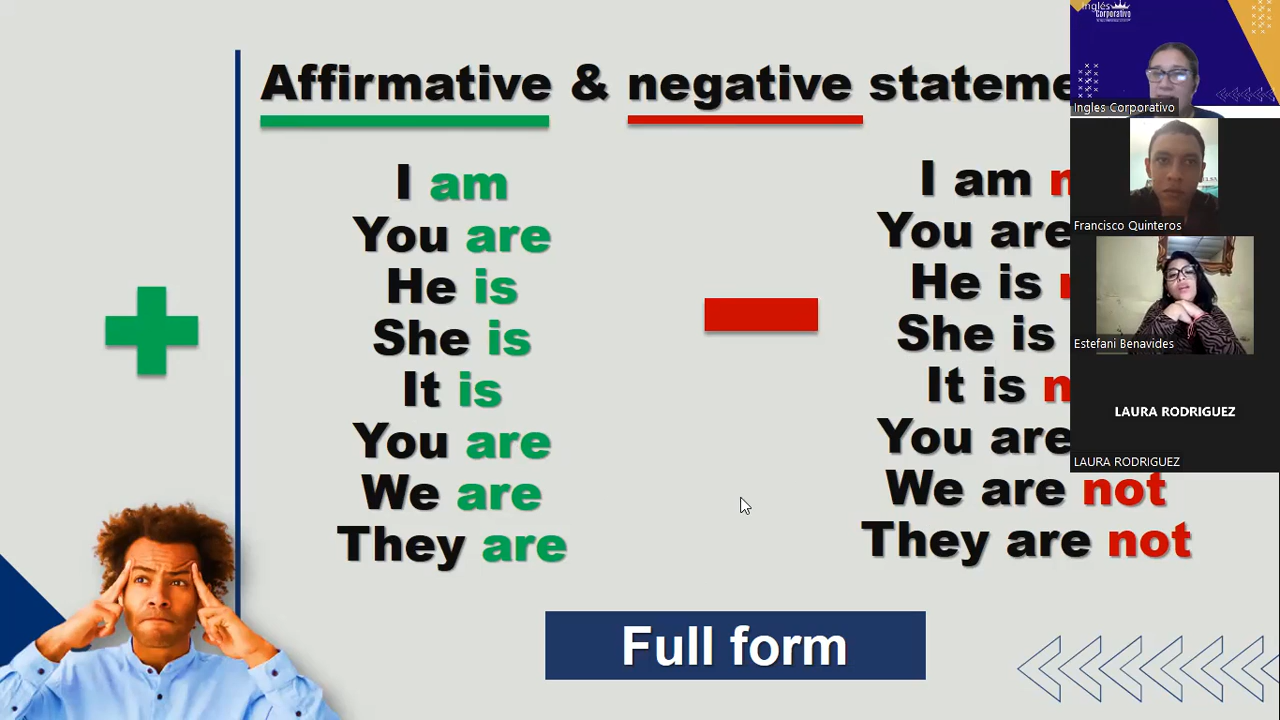 Affirmative & negative
I am
You are
He is
She is
It is
You are
We are
They are
I am
You are
He is
She is
It is
You are
We are not
They are not
Full form
Inglés
Corporativo
Ingles Corporativo
Francisco Quinteros
Estefani Benavides
LAURA RODRIGUEZ
LAURA RODRIGUEZ